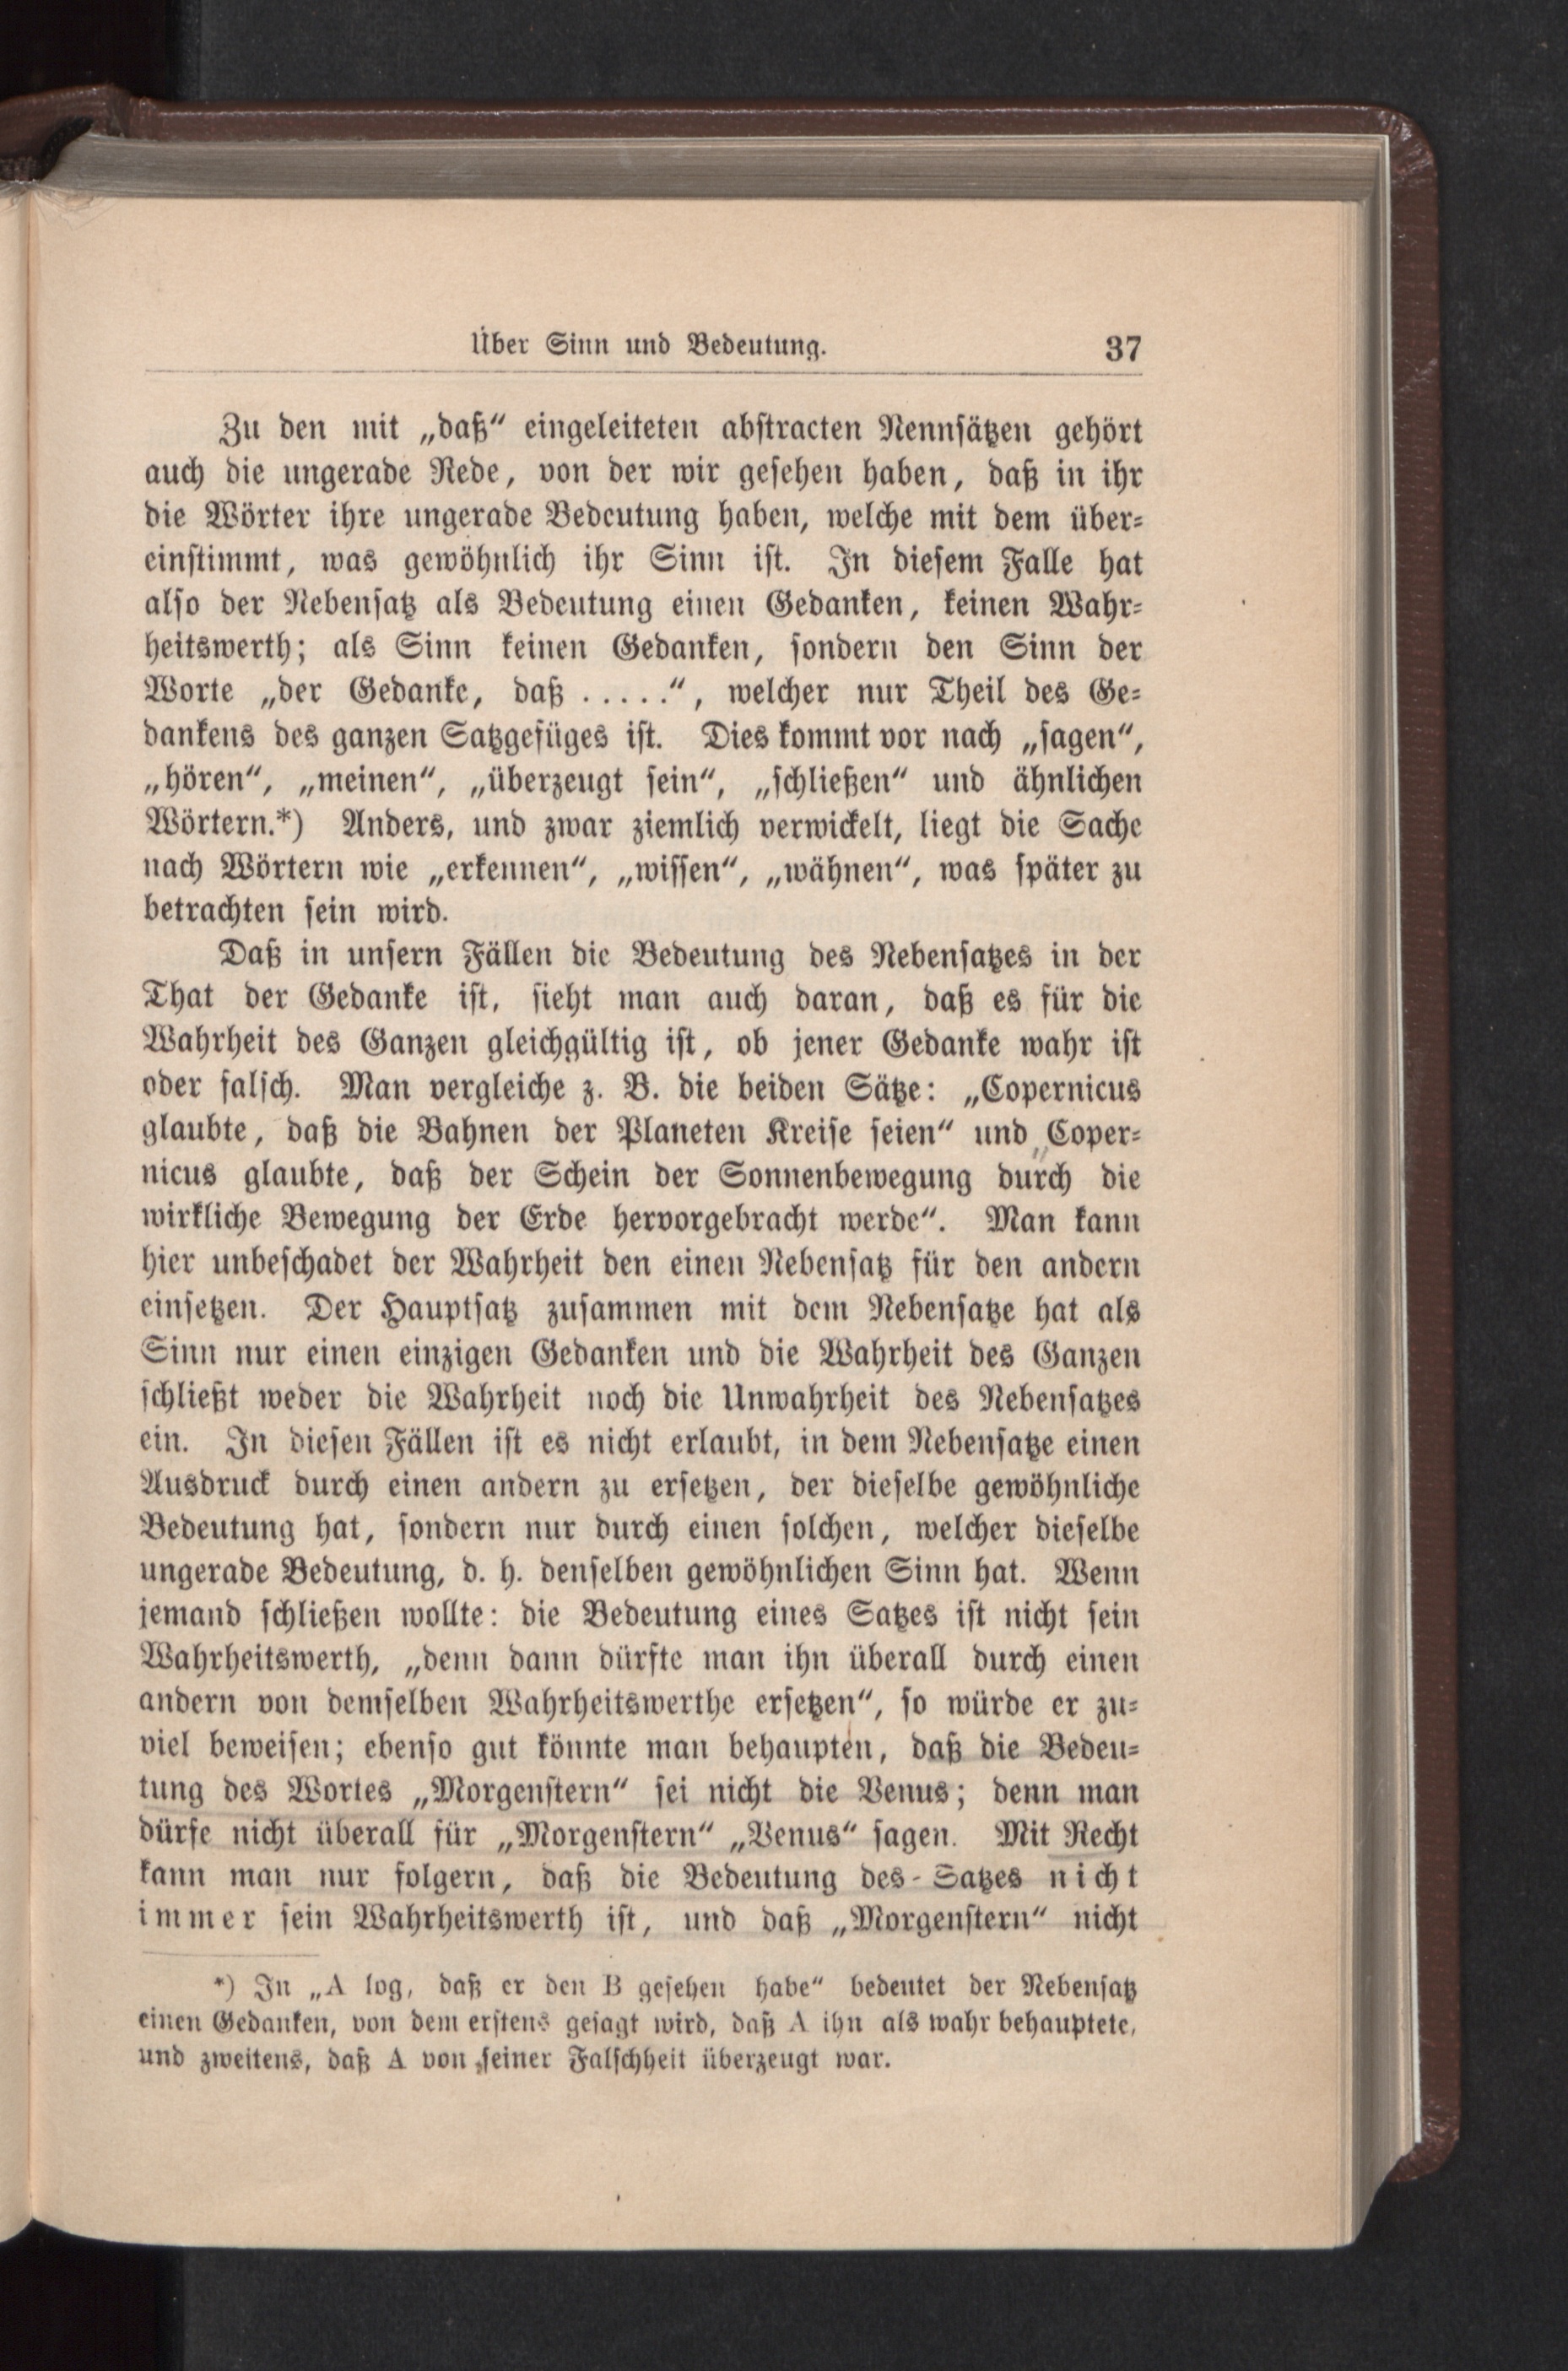 Über Sinn und Bedeutung. 37
Zu den mit „daß“ eingeleiteten abstracten Nennsätzen gehört
auch die ungerade Rede, von der wir gesehen haben, daß in ihr
die Wörter ihre ungerade Bedeutung haben, welche mit dem über-
einstimmt, was gewöhnlich ihr Sinn ist. In diesem Falle hat
also der Nebensatz als Bedeutung einen Gedanken, keinen Wahr-
heitswerth; als Sinn keinen Gedanken, sondern den Sinn der
Worte „der Gedanke, daß . . . . .“, welcher nur Theil des Ge-
dankens des ganzen Satzgefüges ist. Dies kommt vor nach „sagen“,
„hören“, „meinen“, „überzeugt sein“, „schließen“ und ähnlichen
Wörtern.*) Anders, und zwar ziemlich verwickelt, liegt die Sache
nach Wörtern wie „erkennen“, „wissen“, „wähnen“, was später zu
betrachten sein wird.
Daß in unsern Fällen die Bedeutung des Nebensatzes in der
That der Gedanke ist, sieht man auch daran, daß es für die
Wahrheit des Ganzen gleichgültig ist, ob jener Gedanke wahr ist
oder falsch. Man vergleiche z. B. die beiden Sätze: „Copernicus
glaubte, daß die Bahnen der Planeten Kreise seien“ und „Coper-
nicus glaubte, daß der Schein der Sonnenbewegung durch die
wirkliche Bewegung der Erde hervorgebracht werde“. Man kann
hier unbeschadet der Wahrheit den einen Nebensatz für den andern
einsetzen. Der Hauptsatz zusammen mit dem Nebensatze hat als
Sinn nur einen einzigen Gedanken und die Wahrheit des Ganzen
schließt weder die Wahrheit noch die Unwahrheit des Nebensatzes
ein. In diesen Fällen ist es nicht erlaubt, in dem Nebensatze einen
Ausdruck durch einen andern zu ersetzen, der dieselbe gewöhnliche
Bedeutung hat, sondern nur durch einen solchen, welcher dieselbe
ungerade Bedeutung, d. h. denselben gewöhnlichen Sinn hat. Wenn
jemand schließen wollte: die Bedeutung eines Satzes ist nicht sein
Wahrheitswerth, „denn dann dürfte man ihn überall durch einen
andern von demselben Wahrheitswerthe ersetzen“, so würde er zu-
viel beweisen; ebenso gut könnte man behaupten, daß die Bedeu-
tung des Wortes „Morgenstern“ sei nicht die Venus; denn man
dürfe nicht überall für „Morgenstern“ „Venus“ sagen. Mit Recht
kann man nur folgern, daß die Bedeutung des Satzes nicht
immer sein Wahrheitswerth ist, und daß „Morgenstern“ nicht
*) In „A log, daß er den B gesehen habe“ bedeutet der Nebensatz
einen Gedanken, von dem erstens gesagt wird, daß A ihn als wahr behauptete,
und zweitens, daß A von seiner Falschheit überzeugt war.